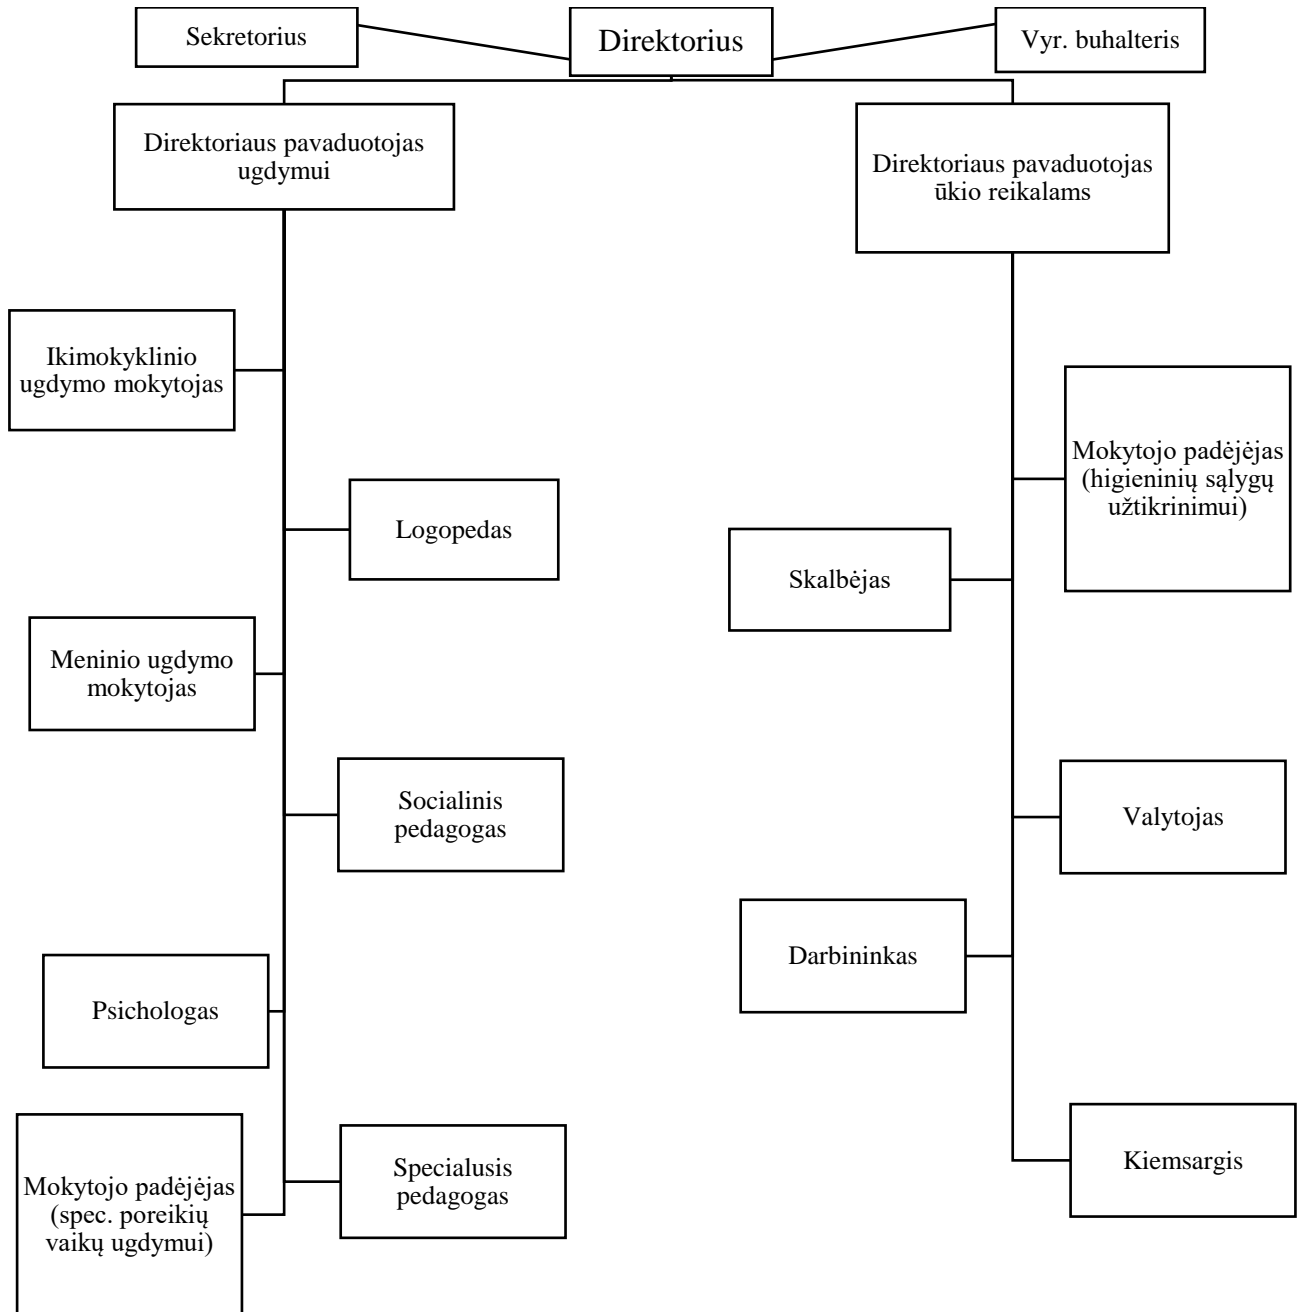 Sekretorius
Direktorius
Vyr. buhalteris
Direktoriaus pavaduotojas
ugdymui
Direktoriaus pavaduotojas
ūkio reikalams
Ikimokyklinio
ugdymo mokytojas
Mokytojo padėjėjas
(higieninių sąlygų
užtikrinimui)
Logopedas
Skalbėjas
Meninio ugdymo
mokytojas
Socialinis
pedagogas
Valytojas
Darbininkas
Psichologas
Specialusis
pedagogas
Kiemsargis
Mokytojo padėjėjas
(spec. poreikių
vaikų ugdymui)